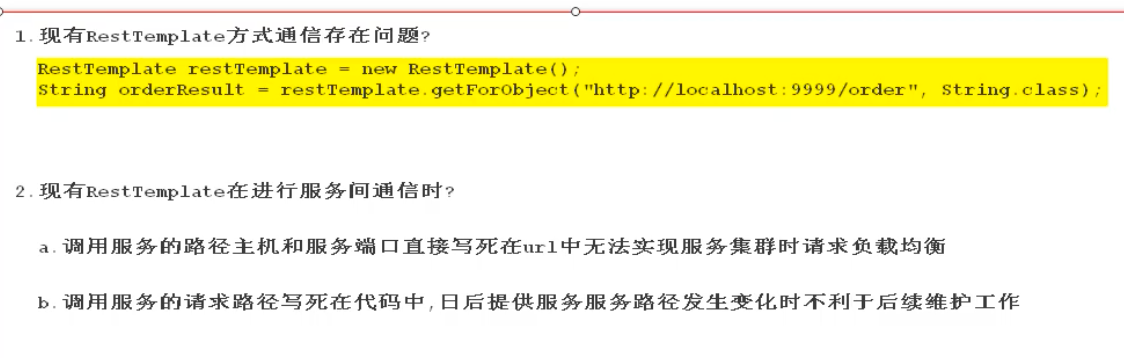 1.现有RestTemplate方式通信存在问题?
RestTemplate restTemplate = new RestTemplate();
String orderResult = restTemplate.getForObject("http://localhost:9999/order", String.class);
2.现有RestTemplate在进行服务间通信时?
a.调用服务的路径主机和服务端口直接写死在url中无法实现服务集群时请求负载均衡
b.调用服务的请求路径写死在代码中,日后提供服务服务路径发生变化时不利于后续维护工作